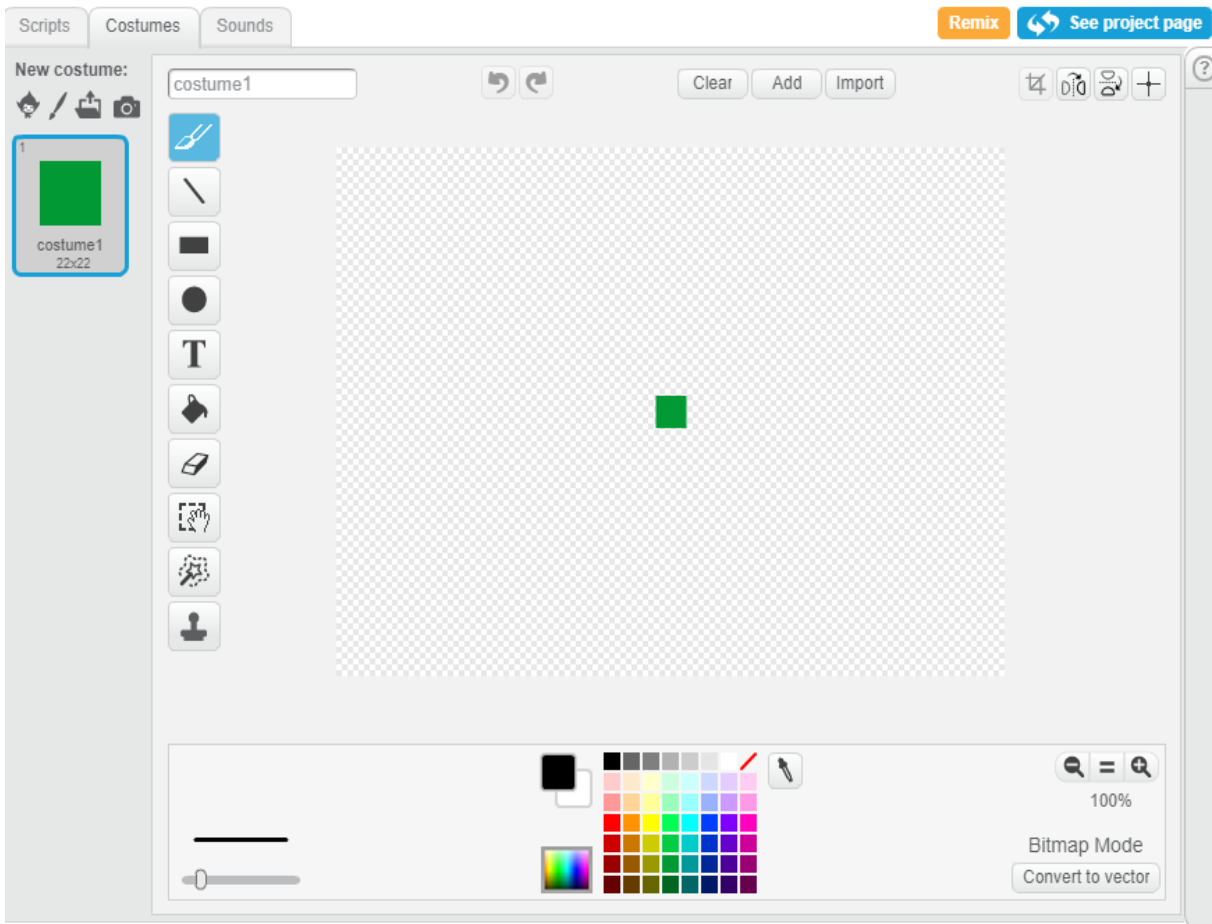 Scripts
Costumes
Sounds
Remix
See project page
New costume:
costume1
Clear
Add
Import
?
1
costume1
22x22
T
100%
Bitmap Mode
Convert to vector